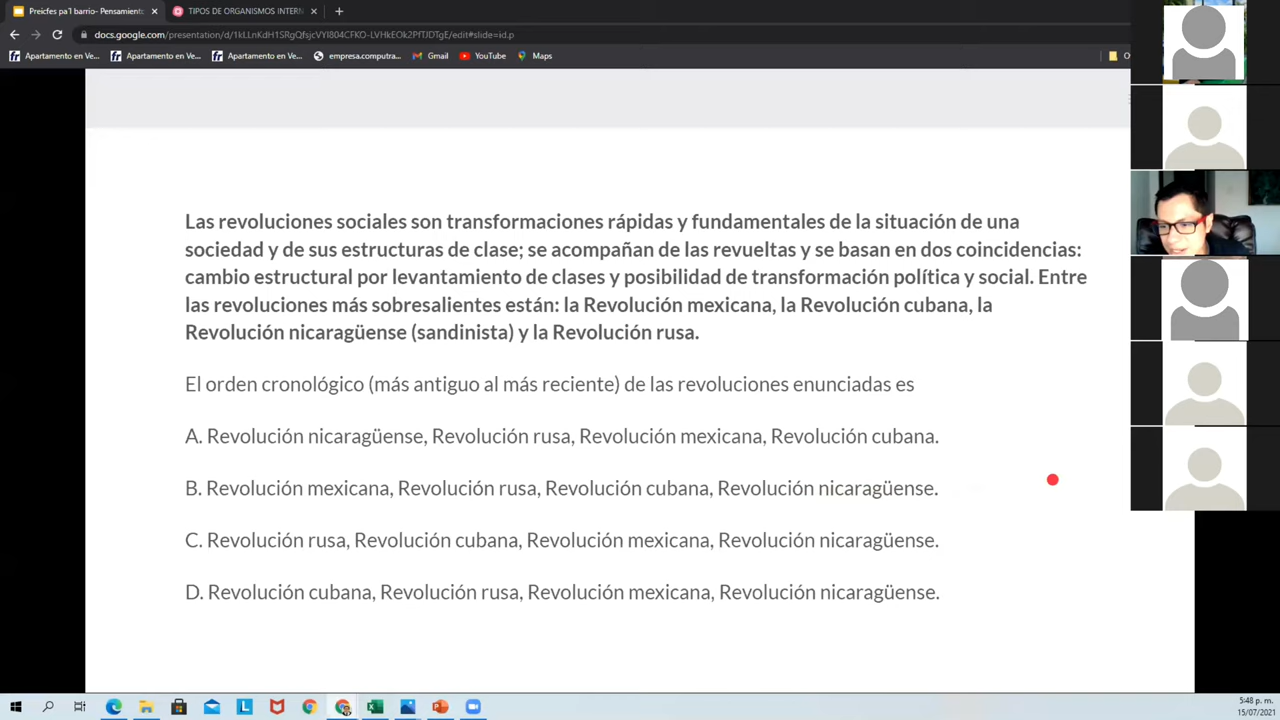 Preicfes pa'l barrio- Pensamiento
TIPOS DE ORGANISMOS INTERN
docs.google.com/presentation/d/1kLLnKdH1SRgQfsjcVYI804CFKO-LVHkEOk2PfTJDTgE/edit#slide=id.p
Apartamento en Ve... Apartamento en Ve... Apartamento en Ve... empresa.computra... Gmail YouTube Maps
Las revoluciones sociales son transformaciones rápidas y fundamentales de la situación de una
sociedad y de sus estructuras de clase; se acompañan de las revueltas y se basan en dos coincidencias:
cambio estructural por levantamiento de clases y posibilidad de transformación política y social. Entre
las revoluciones más sobresalientes están: la Revolución mexicana, la Revolución cubana, la
Revolución nicaragüense (sandinista) y la Revolución rusa.
El orden cronológico (más antiguo al más reciente) de las revoluciones enunciadas es
A. Revolución nicaragüense, Revolución rusa, Revolución mexicana, Revolución cubana.
B. Revolución mexicana, Revolución rusa, Revolución cubana, Revolución nicaragüense.
C. Revolución rusa, Revolución cubana, Revolución mexicana, Revolución nicaragüense.
D. Revolución cubana, Revolución rusa, Revolución mexicana, Revolución nicaragüense.
5:48 p. m.
15/07/2021